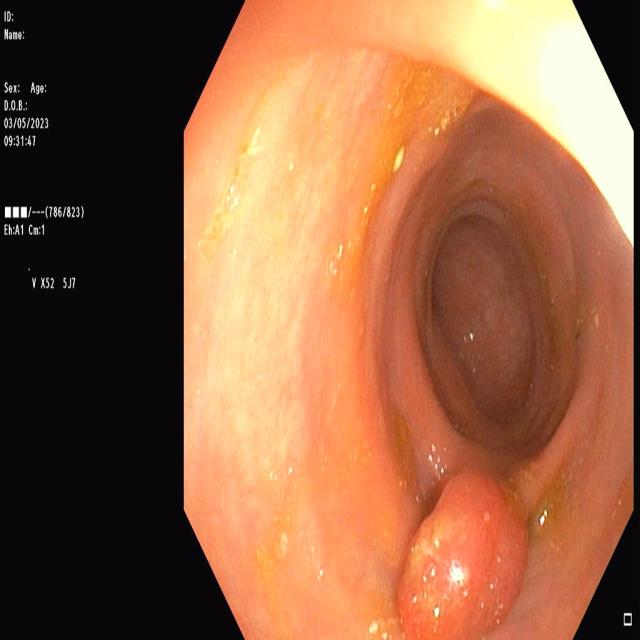 ID:
Name:
Sex: Age:
D.O.B.:
03/05/2023
09:31:47
■■■/---(786/823)
Eh:A1 Cm:1
V X52 5J7